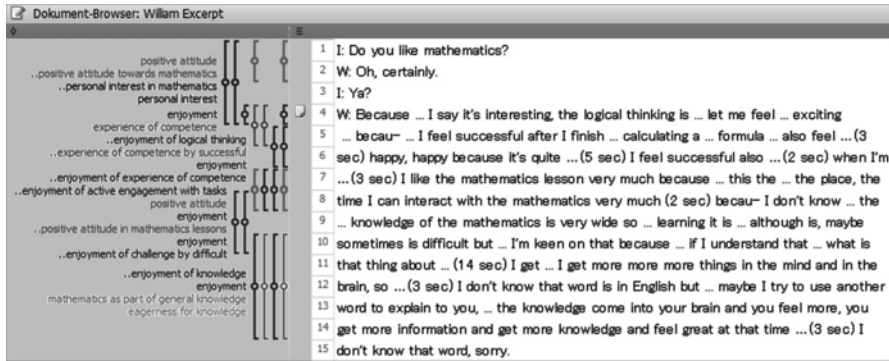 Dokument-Browser: William Excerpt
positive attitude
..positive attitude towards mathematics
..personal interest in mathematics
personal interest
enjoyment
experience of competence
..enjoyment of logical thinking
..experience of competence by successful
enjoyment
..enjoyment of experience of competence
..enjoyment of active engagement with tasks
positive attitude
enjoyment
..positive attitude in mathematics lessons
enjoyment
..enjoyment of challenge by difficult
..enjoyment of knowledge
enjoyment
mathematics as part of general knowledge
eagerness for knowledge
1 I: Do you like mathematics?
2 W: Oh, certainly.
3 I: Ya?
4 W: Because ... I say it's interesting, the logical thinking is ... let me feel ... exciting
5 ... becau- ... I feel successful after I finish ... calculating a ... formula ... also feel ...(3
6 sec) happy, happy because it's quite ...(5 sec) I feel successful also ...(2 sec) when I'm
7 ...(3 sec) I like the mathematics lesson very much because ... this the ... the place, the
8 time I can interact with the mathematics very much (2 sec) becau- I don't know ... the
9 ... knowledge of the mathematics is very wide so ... learning it is ... although is, maybe
10 sometimes is difficult but ... I'm keen on that because ... if I understand that ... what is
11 that thing about ...(14 sec) I get ... I get more more more things in the mind and in the
12 brain, so ...(3 sec) I don't know that word is in English but ... maybe I try to use another
13 word to explain to you, ... the knowledge come into your brain and you feel more, you
14 get more information and get more knowledge and feel great at that time ...(3 sec) I
15 don't know that word, sorry.